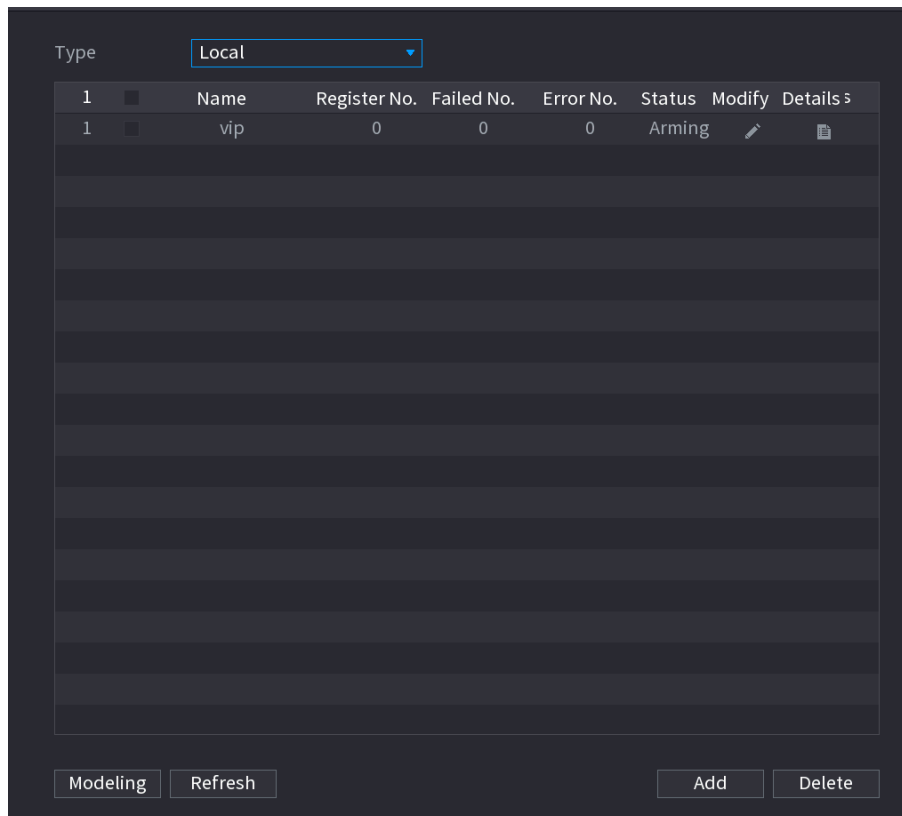 Type Local
1 Name Register No. Failed No. Error No. Status Modify Details s
1 vip 0 0 0 Arming
Modeling Refresh Add Delete